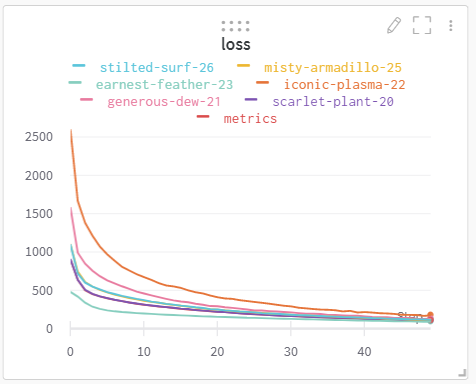 loss
stilted-surf-26 misty-armadillo-25
earnest-feather-23 iconic-plasma-22
generous-dew-21 scarlet-plant-20
metrics
2500
2000
1500
1000
500
0
Step
0 10 20 30 40